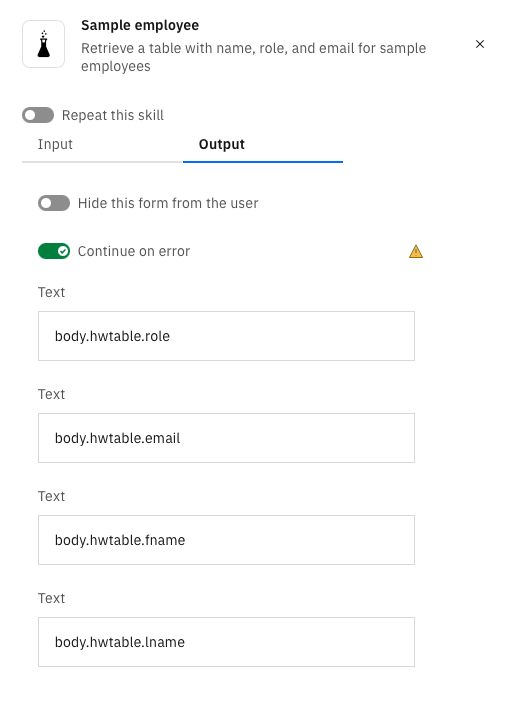 Sample employee
Retrieve a table with name, role, and email for sample
employees
Repeat this skill
Input
Output
Hide this form from the user
Continue on error
Text
body.hwtable.role
Text
body.hwtable.email
Text
body.hwtable.fname
Text
body.hwtable.lname